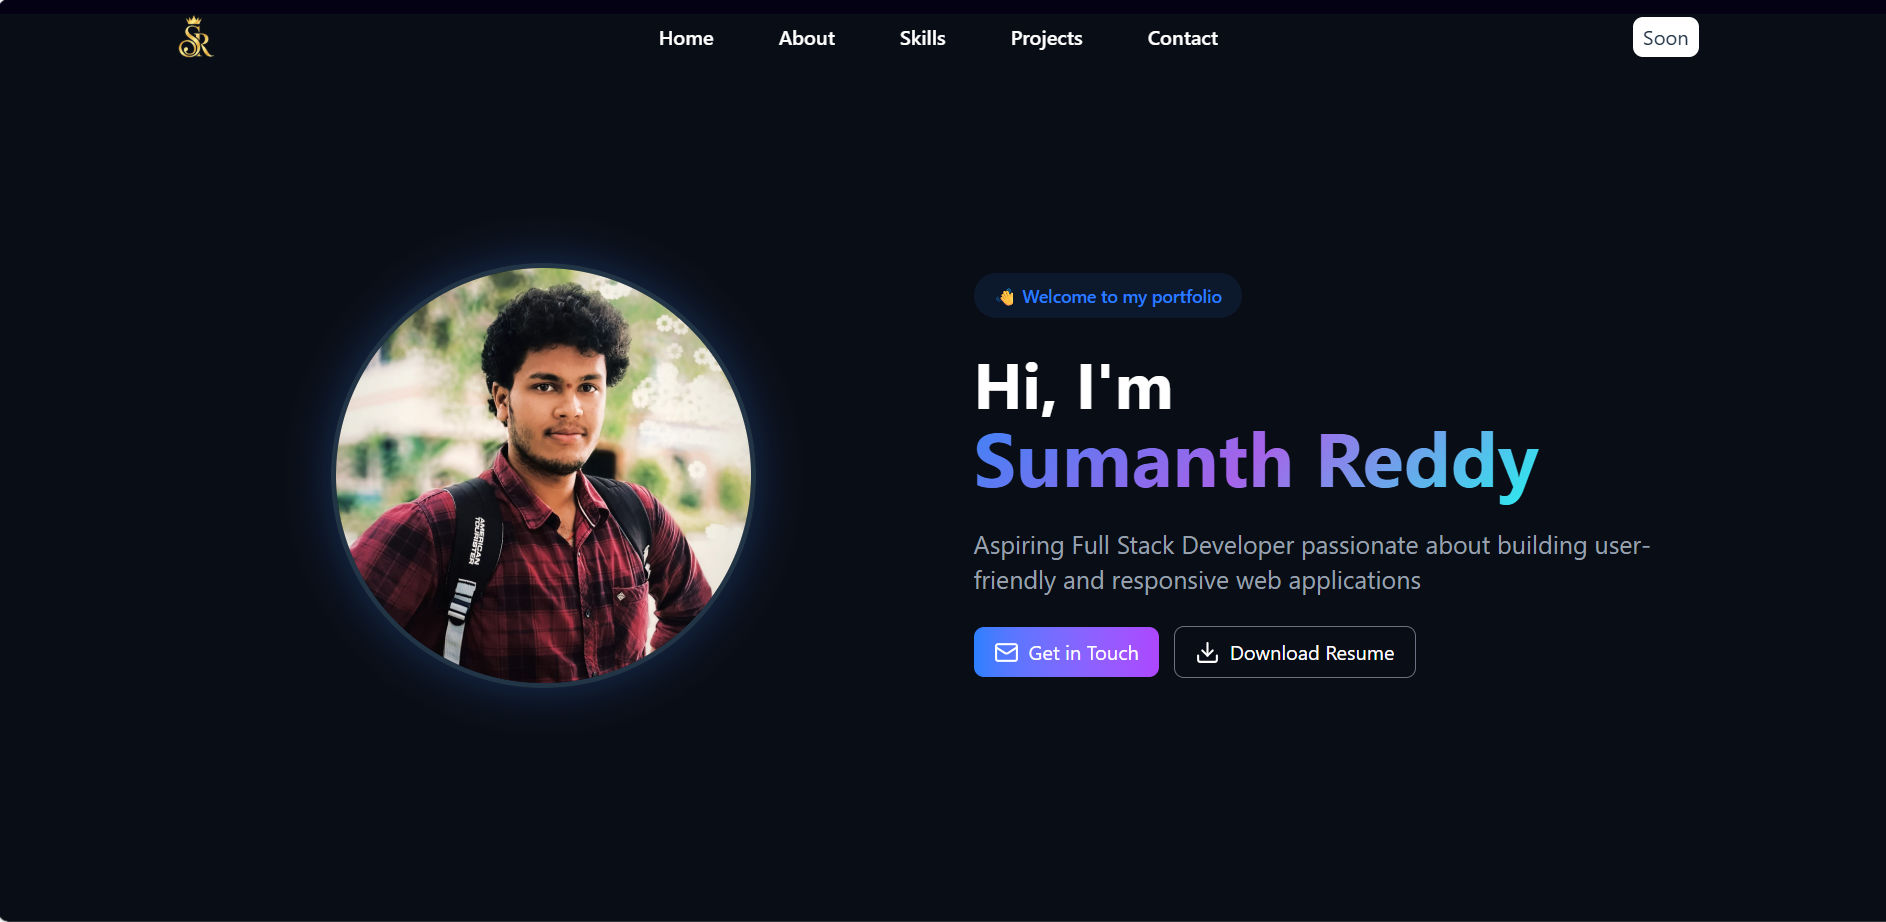 SR
Home
About
Skills
Projects
Contact
Soon
👋 Welcome to my portfolio
Hi, I'm
Sumanth Reddy
Aspiring Full Stack Developer passionate about building user-
friendly and responsive web applications
Get in Touch
Download Resume
AMERICAN
TOURISTER